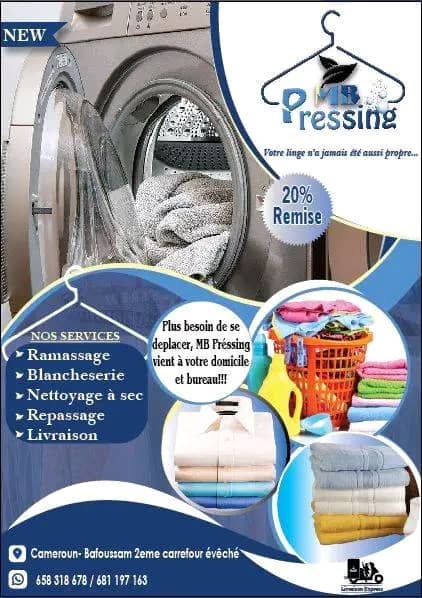 NEW
MB
Pressing
Votre linge n'a jamais été aussi propre...
20%
Remise
NOS SERVICES
Ramassage
Blancheserie
Nettoyage à sec
Repassage
Livraison
Plus besoin de se
deplacer, MB Préssing
vient à votre domicile
et bureau!!!
Cameroun- Bafoussam 2eme carrefour évêché
658 318 678 / 681 197 163
Livraison Express